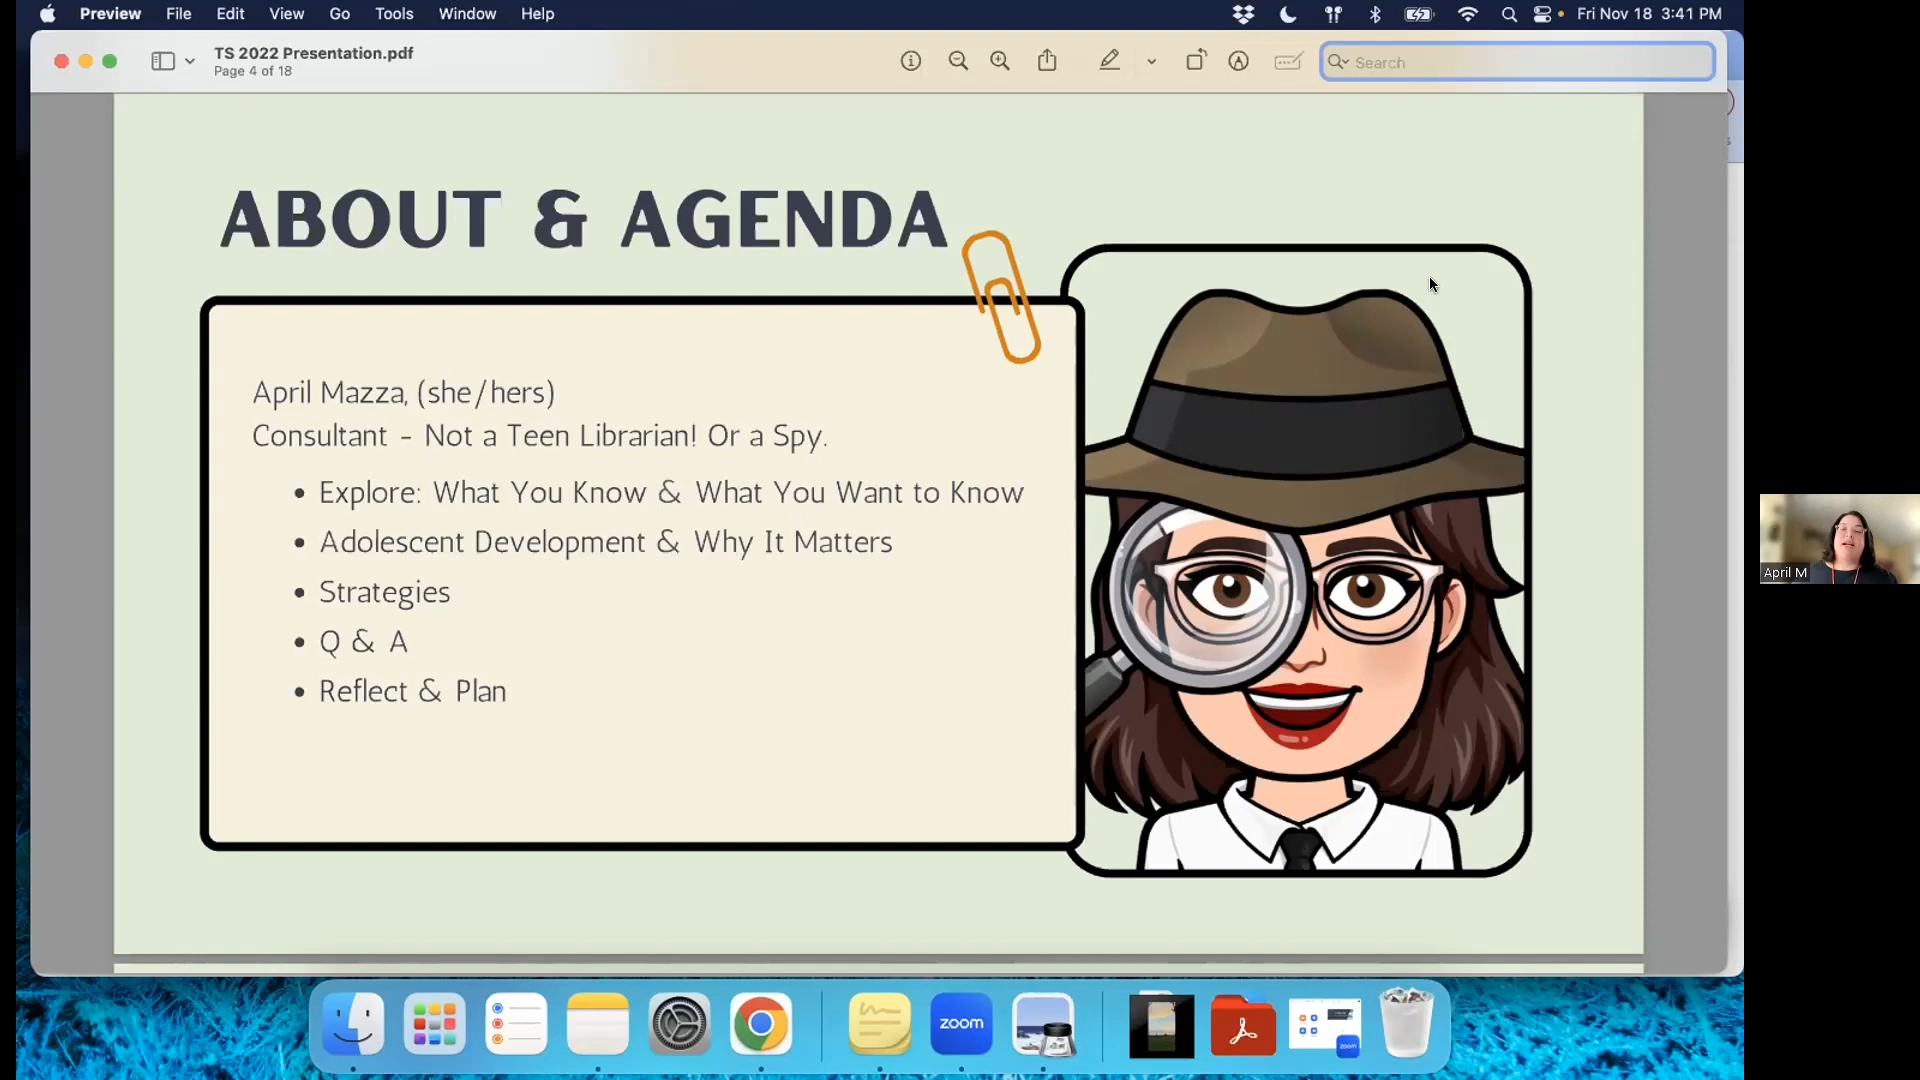 Preview File Edit View Go Tools Window Help Fri Nov 18 3:41 PM
TS 2022 Presentation.pdf
Page 4 of 18
Search
ABOUT & AGENDA
April Mazza, (she/hers)
Consultant - Not a Teen Librarian! Or a Spy.
• Explore: What You Know & What You Want to Know
• Adolescent Development & Why It Matters
• Strategies
• Q & A
• Reflect & Plan
April M
zoom
zoom